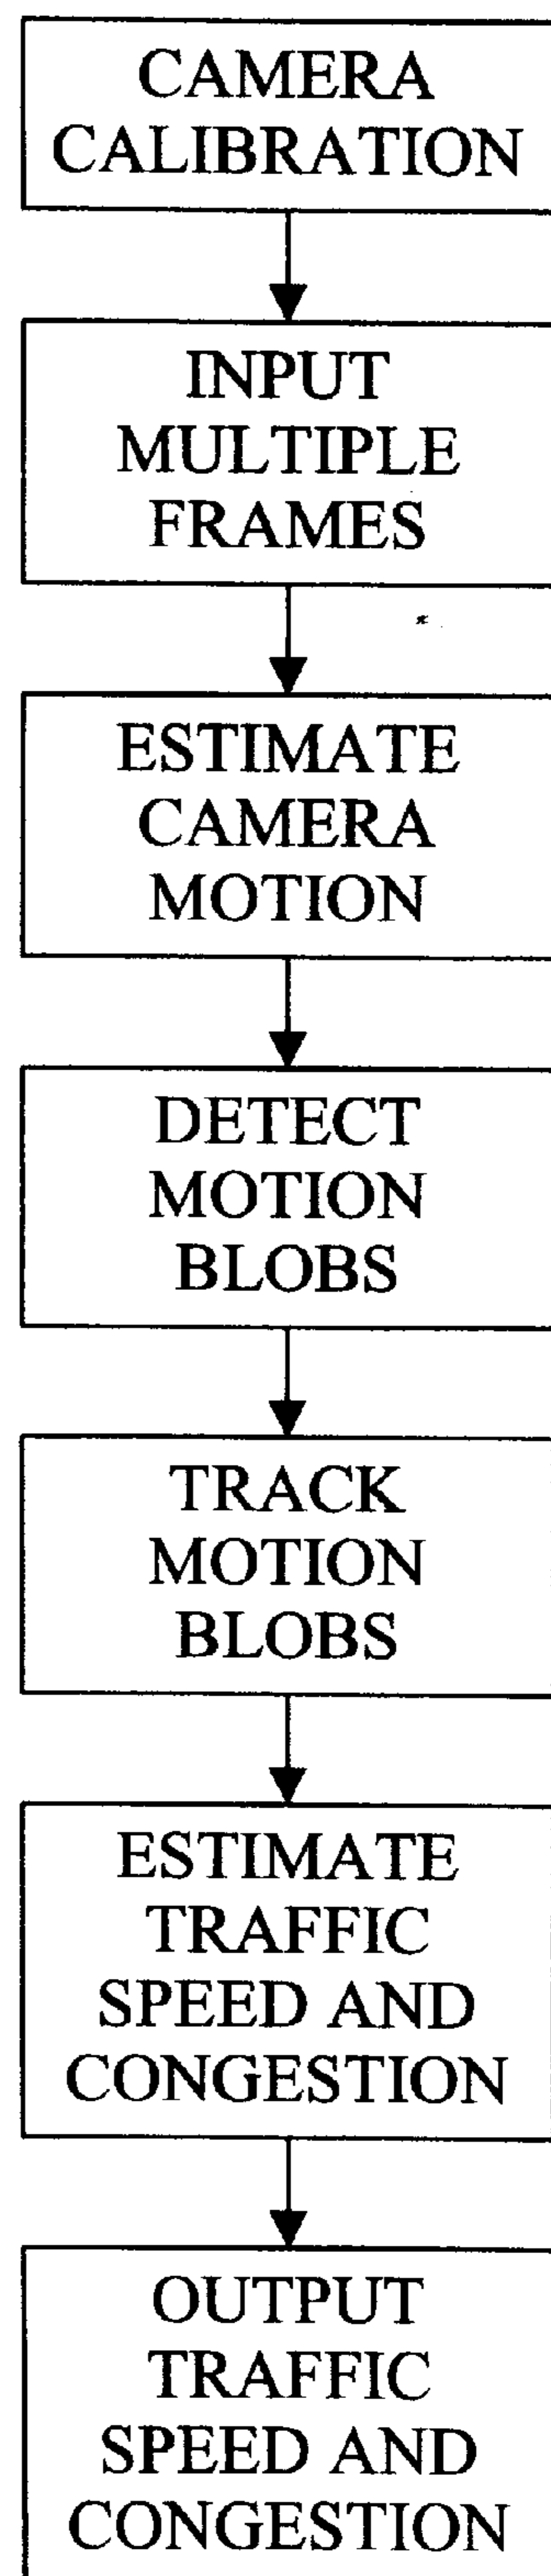 CAMERA
CALIBRATION
INPUT
MULTIPLE
FRAMES
ESTIMATE
CAMERA
MOTION
DETECT
MOTION
BLOBS
TRACK
MOTION
BLOBS
ESTIMATE
TRAFFIC
SPEED AND
CONGESTION
OUTPUT
TRAFFIC
SPEED AND
CONGESTION